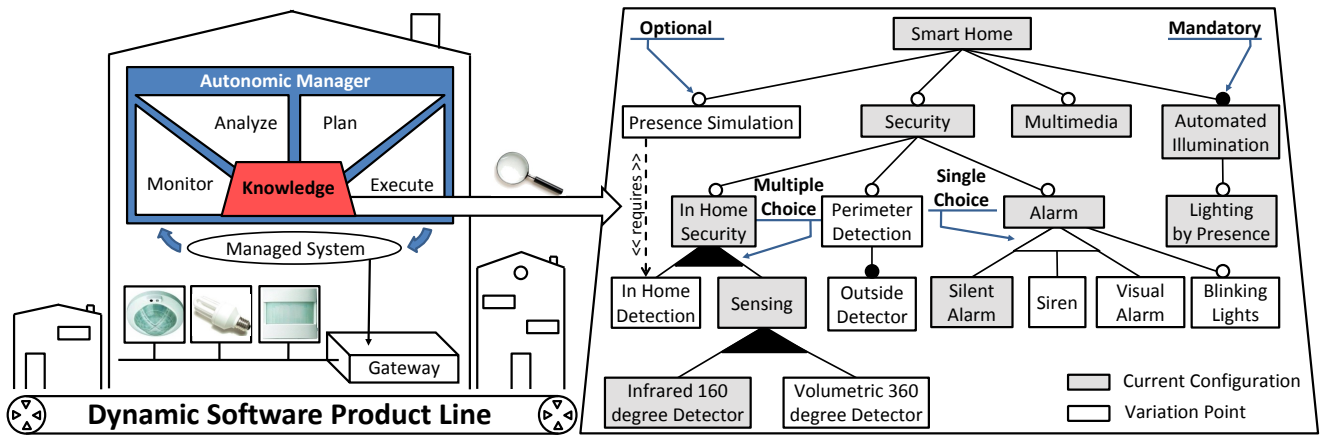 Autonomic Manager
Analyze
Plan
Monitor
Knowledge
Execute
Managed System
Gateway
Dynamic Software Product Line
Optional
Smart Home
Mandatory
Presence Simulation
Security
Multimedia
Automated
Illumination
<< requires >>
In Home
Security
Multiple
Choice
Perimeter
Detection
Single
Choice
Alarm
Lighting
by Presence
In Home
Detection
Sensing
Outside
Detector
Silent
Alarm
Siren
Visual
Alarm
Blinking
Lights
Infrared 160
degree Detector
Volumetric 360
degree Detector
Current Configuration
Variation Point